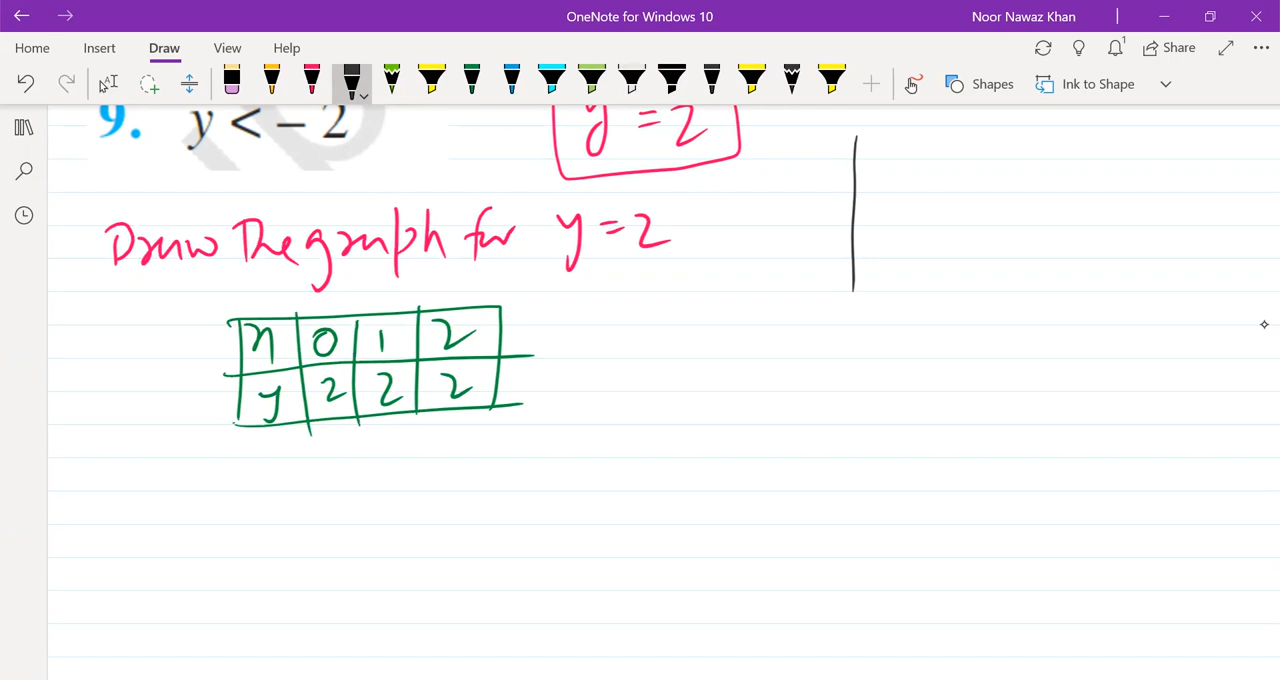 OneNote for Windows 10
Noor Nawaz Khan
Home Insert Draw View Help
1
Share
Shapes
Ink to Shape
9. y < – 2
y = 2
Draw the graph for y = 2
x 0 1 2
y 2 2 2